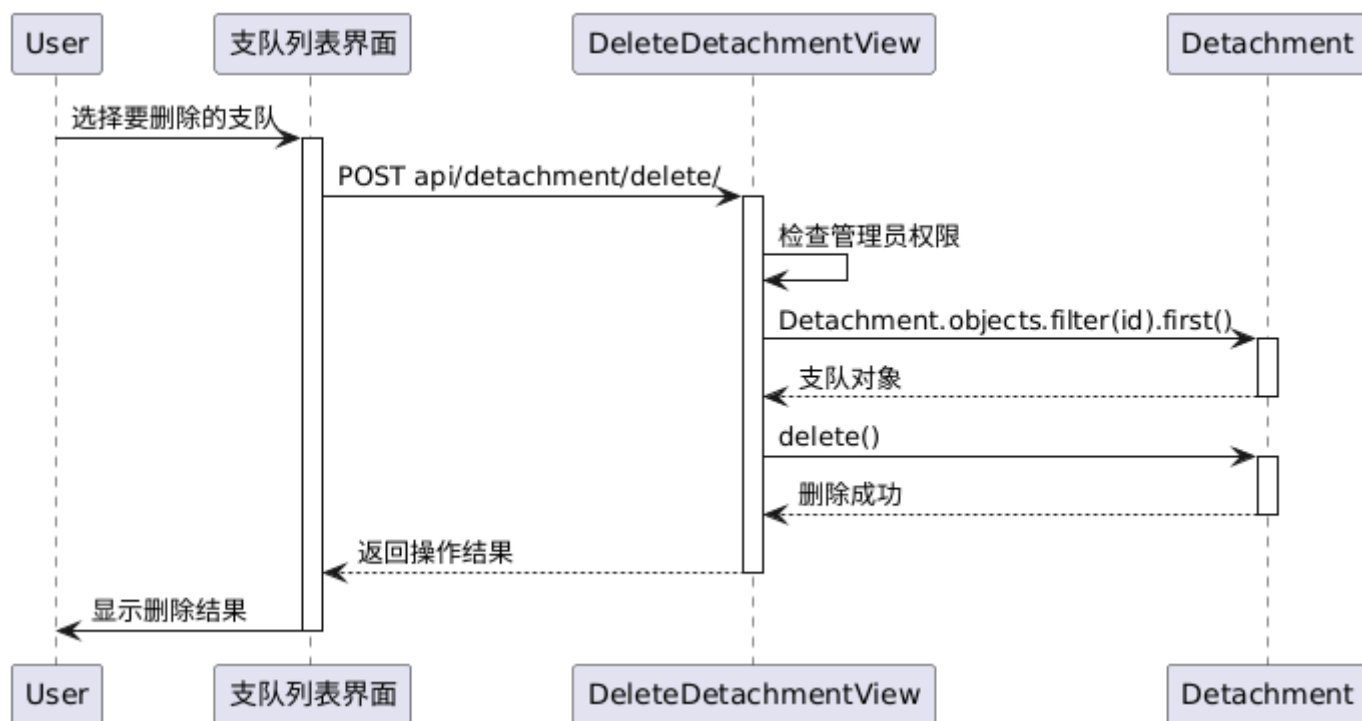 User
支队列表界面
DeleteDetachmentView
Detachment
选择要删除的支队
POST api/detachment/delete/
检查管理员权限
Detachment.objects.filter(id).first()
支队对象
delete()
删除成功
返回操作结果
显示删除结果
User
支队列表界面
DeleteDetachmentView
Detachment